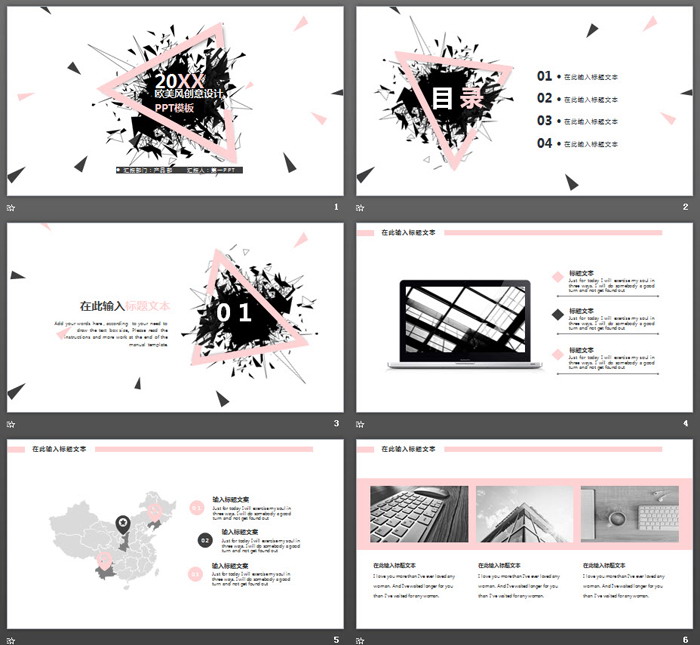 20XX
欧美风创意设计
PPT模板
汇报部门：产品部 汇报人：第一PPT
1
目录
01 • 在此输入标题文本
02 • 在此输入标题文本
03 • 在此输入标题文本
04 • 在此输入标题文本
2
在此输入标题文本
Add your words here, according to your need to
draw the text box size, Please read the
instructions and more work at the end of the
manual template.
01
3
在此输入标题文本
标题文本
Just for today I will exercise my soul in
three ways. I will do somebody a good
turn and not get found out
标题文本
Just for today I will exercise my soul in
three ways. I will do somebody a good
turn and not get found out
标题文本
Just for today I will exercise my soul in
three ways. I will do somebody a good
turn and not get found out
4
在此输入标题文本
01
输入标题文案
Just for today I will exercise my soul in
three ways. I will do somebody a good
turn and not get found out
02
输入标题文案
Just for today I will exercise my soul in
three ways. I will do somebody a good
turn and not get found out
输入标题文案
Just for today I will exercise my soul in
three ways. I will do somebody a good
turn and not get found out
5
在此输入标题文本
在此输入标题文本
I love you more than I've ever loved any
woman. And I've waited longer for you
than I've waited for any woman.
在此输入标题文本
I love you more than I've ever loved any
woman. And I've waited longer for you
than I've waited for any woman.
在此输入标题文本
I love you more than I've ever loved any
woman. And I've waited longer for you
than I've waited for any woman.
6